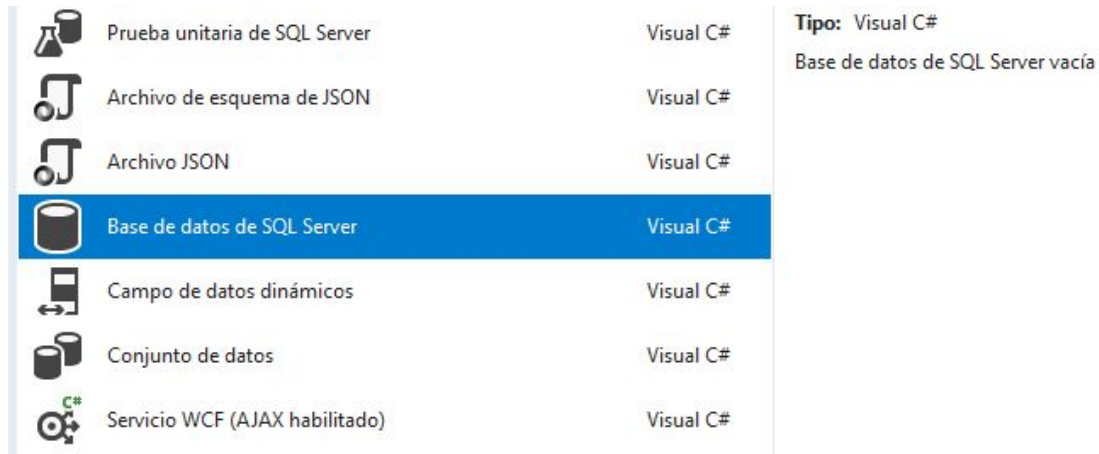 Prueba unitaria de SQL Server Visual C#
Archivo de esquema de JSON Visual C#
Archivo JSON Visual C#
Base de datos de SQL Server Visual C#
Campo de datos dinámicos Visual C#
Conjunto de datos Visual C#
C#
Servicio WCF (AJAX habilitado) Visual C#
Tipo: Visual C#
Base de datos de SQL Server vacía